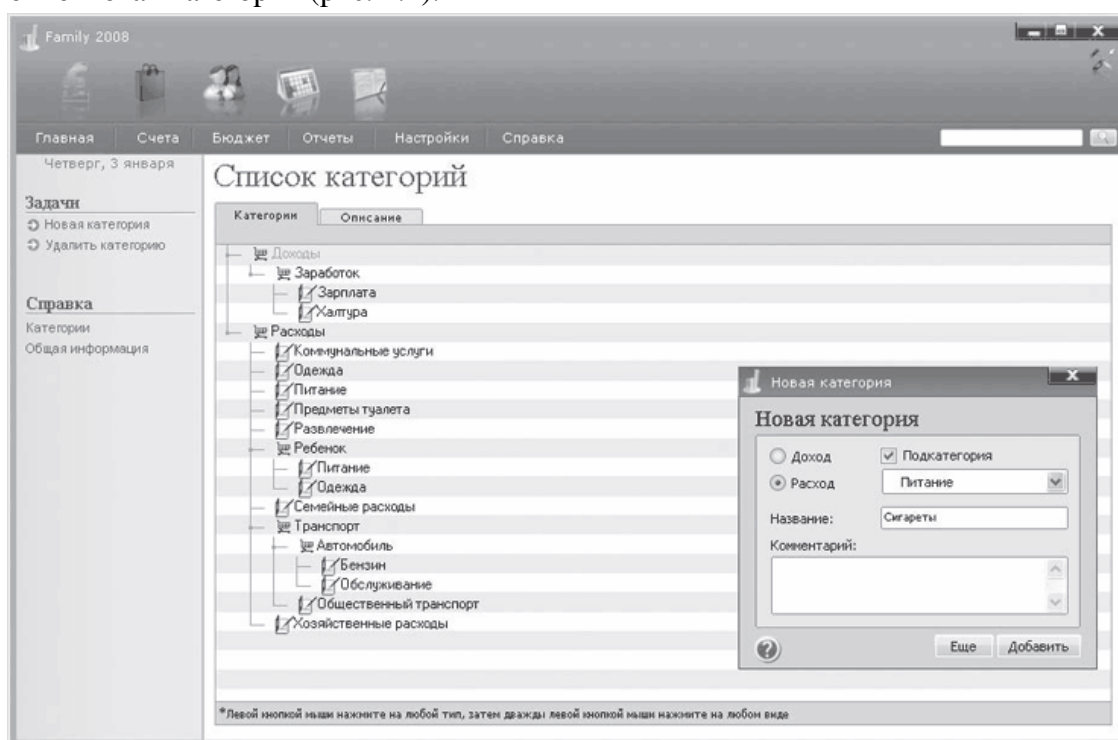 Family 2008
Главная Счета Бюджет Отчеты Настройки Справка
Четверг, 3 января
Задачи
Новая категория
Удалить категорию
Справка
Категории
Общая информация
Список категорий
Категории Описание
Доходы
Заработок
Зарплата
Халтура
Расходы
Коммунальные услуги
Одежда
Питание
Предметы туалета
Развлечение
Ребенок
Питание
Одежда
Семейные расходы
Транспорт
Автомобиль
Бензин
Обслуживание
Общественный транспорт
Хозяйственные расходы
*Левой кнопкой мыши нажмите на любой тип, затем дважды левой кнопкой мыши нажмите на любом виде
Новая категория
Новая категория
Доход Подкатегория
Расход Питание
Название: Сигареты
Комментарий:
Еще Добавить